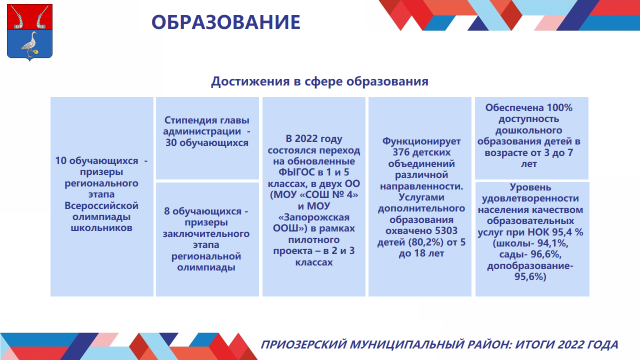 ОБРАЗОВАНИЕ
Достижения в сфере образования
10 обучающихся -
призеры
регионального
этапа
Всероссийской
олимпиады
школьников
Стипендия главы
администрации -
30 обучающихся
8 обучающихся -
призеры
заключительного
этапа
региональной
олимпиады
В 2022 году
состоялся переход
на обновленные
ФЫГОС в 1 и 5
классах, в двух ОО
(МОУ «СОШ № 4»
и МОУ
«Запорожская
ООШ») в рамках
пилотного
проекта – в 2 и 3
классах
Функционирует
376 детских
объединений
различной
направленности.
Услугами
дополнительного
образования
охвачено 5303
детей (80,2%) от 5
до 18 лет
Обеспечена 100%
доступность
дошкольного
образования детей в
возрасте от 3 до 7
лет
Уровень
удовлетворенности
населения качеством
образовательных
услуг при НОК 95,4 %
(школы- 94,1%,
сады- 96,6%,
допобразование-
95,6%)
ПРИОЗЕРСКИЙ МУНИЦИПАЛЬНЫЙ РАЙОН: ИТОГИ 2022 ГОДА